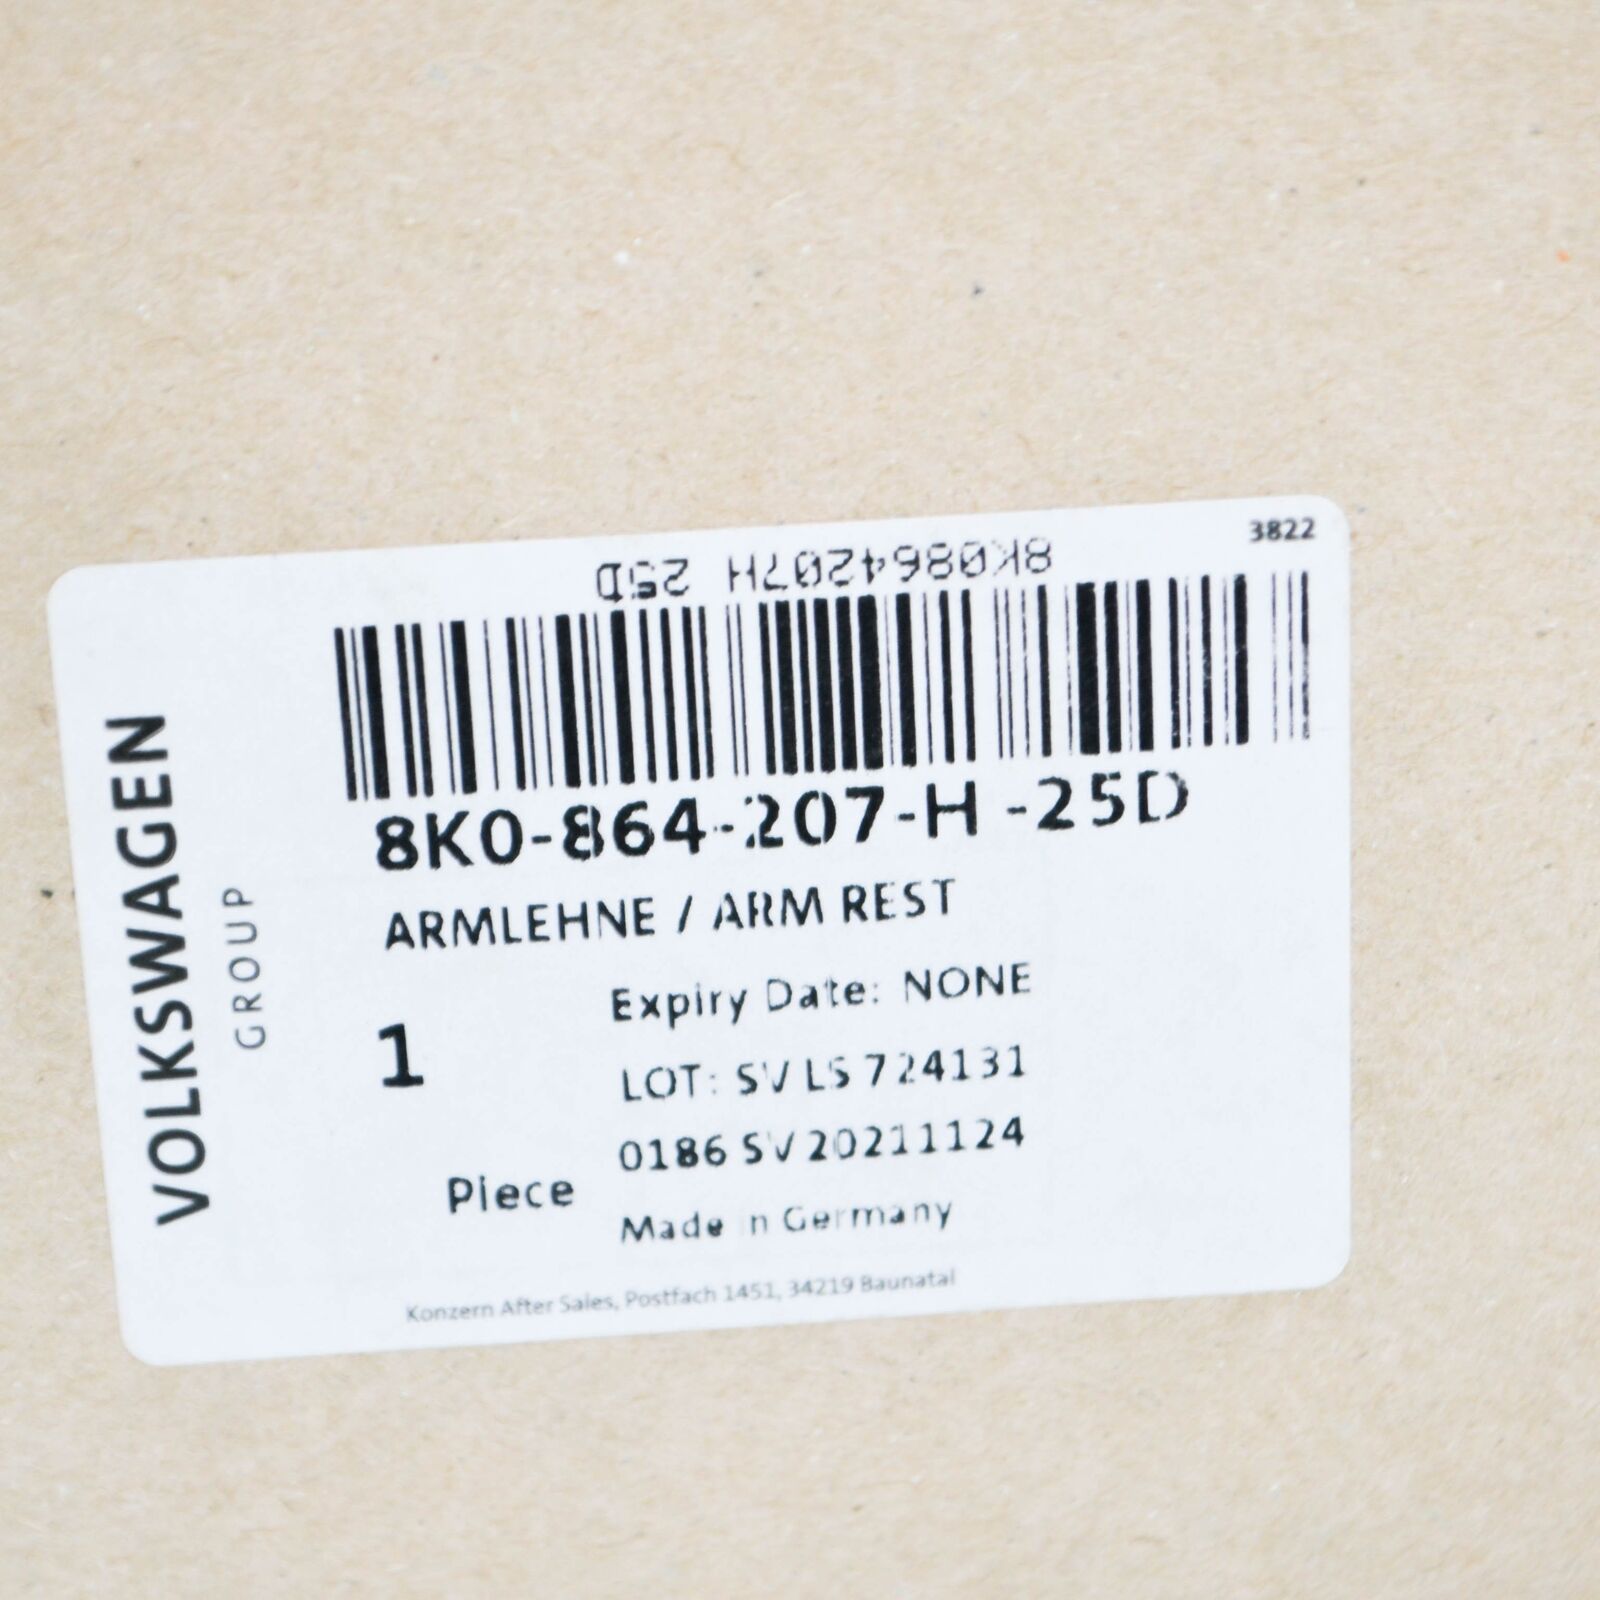 3822
8K0864207H 25D
8K0-864-207-H -25D
ARMLEHNE / ARM REST
Expiry Date: NONE
1
LOT: SV LS 724131
0186 SV 20211124
Piece
Made in Germany
Konzern After Sales, Postfach 1451, 34219 Baunatal
VOLKSWAGEN
GROUP